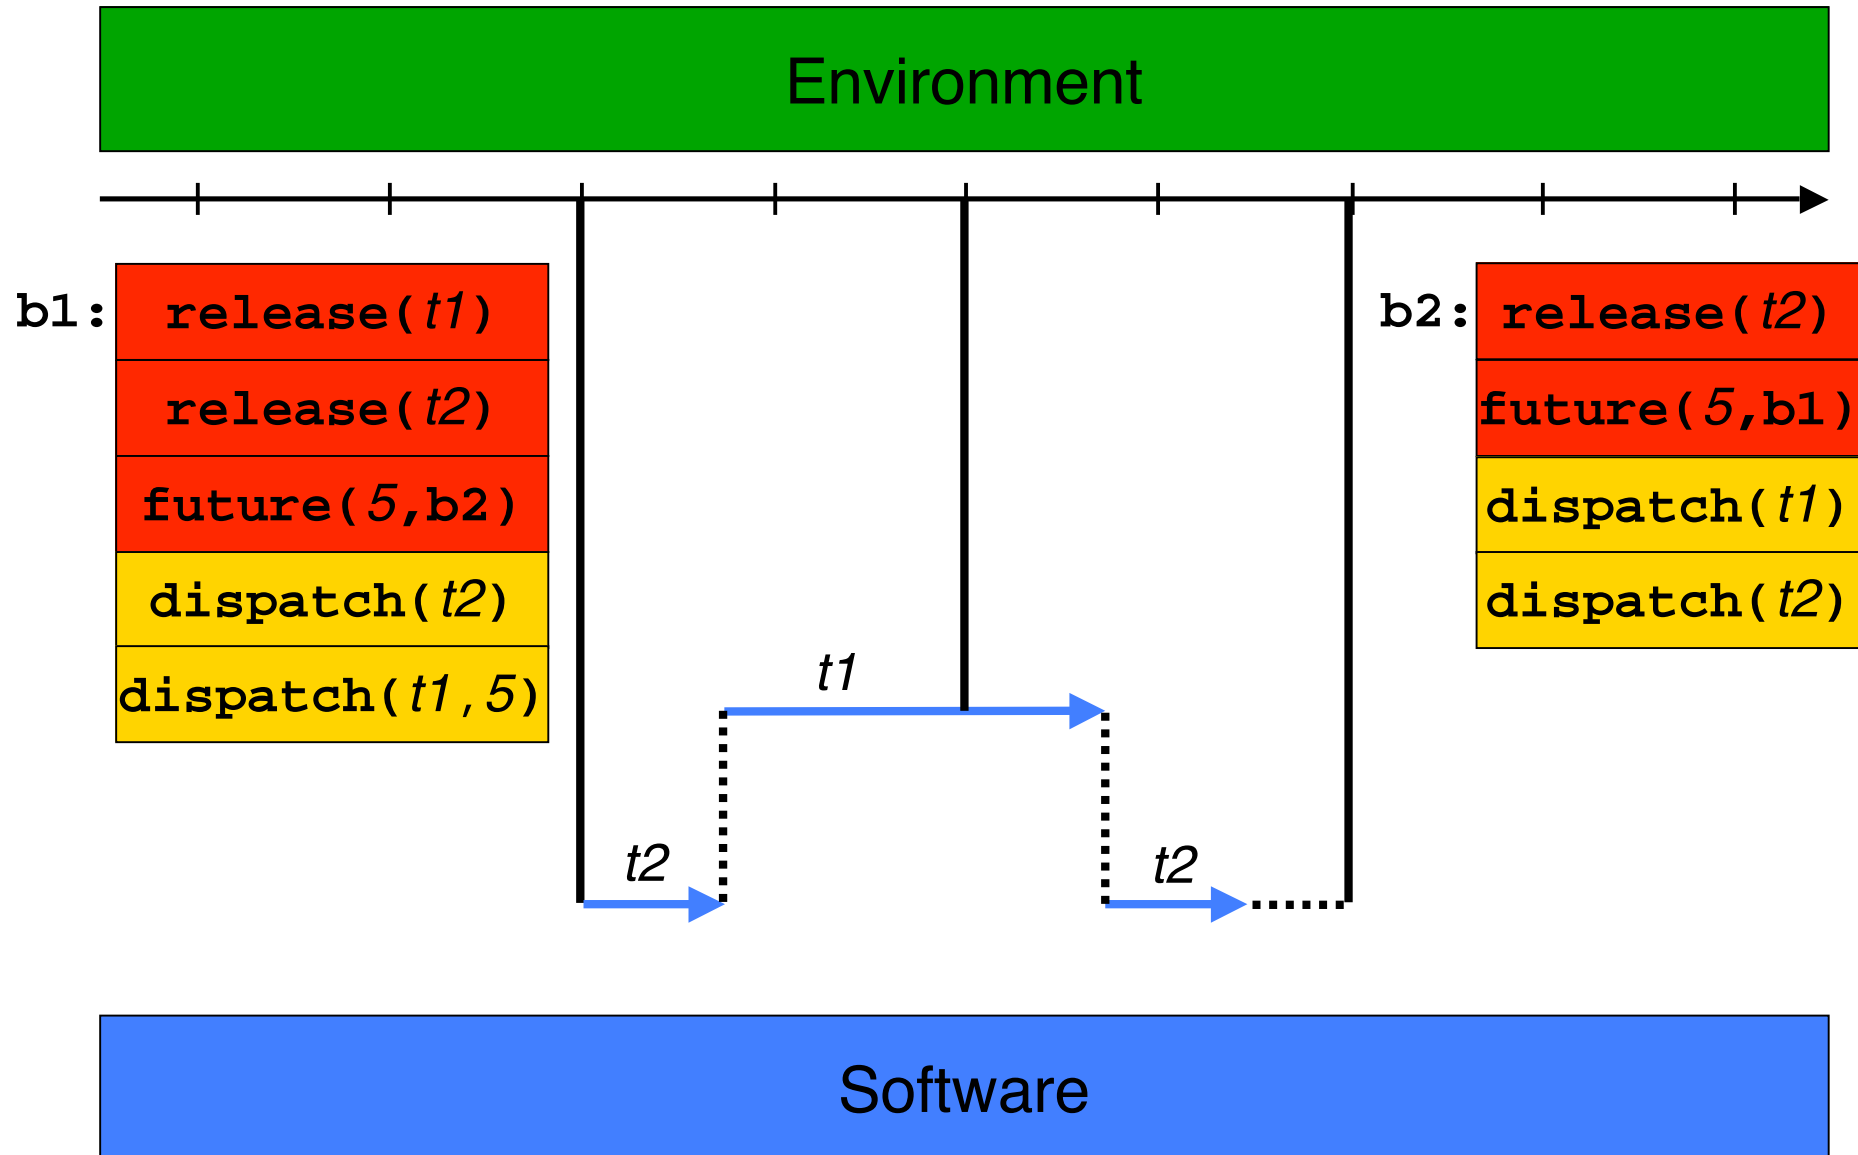 Environment
b1:
release(t1)
release(t2)
future(5,b2)
dispatch(t2)
dispatch(t1,5)
b2:
release(t2)
future(5,b1)
dispatch(t1)
dispatch(t2)
t1
t2
t2
Software